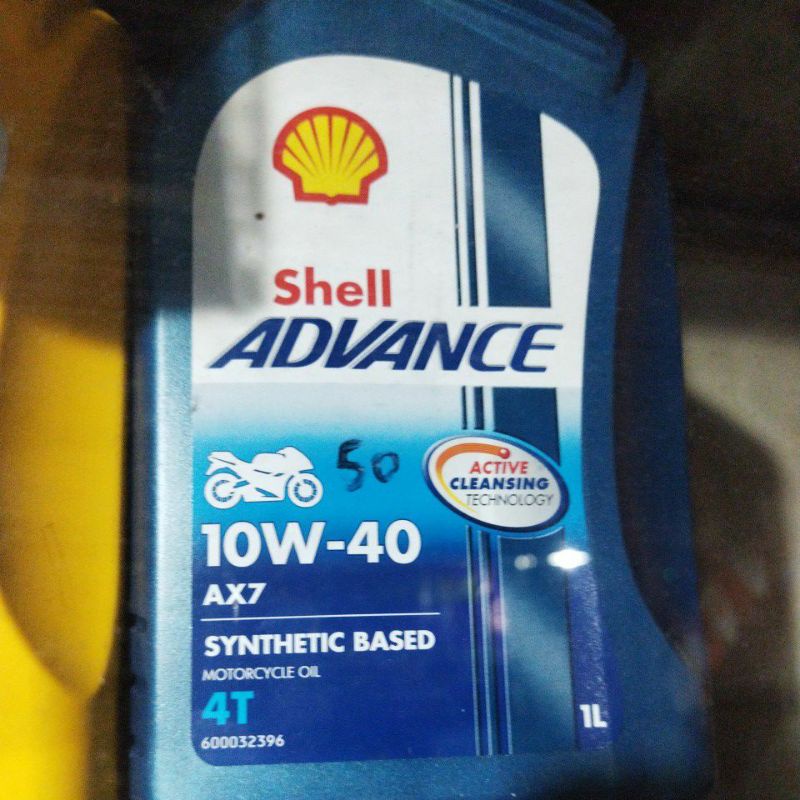 Shell
ADVANCE
50
ACTIVE
CLEANSING
TECHNOLOGY
10W-40
AX7
SYNTHETIC BASED
MOTORCYCLE OIL
4T
1L
600032396